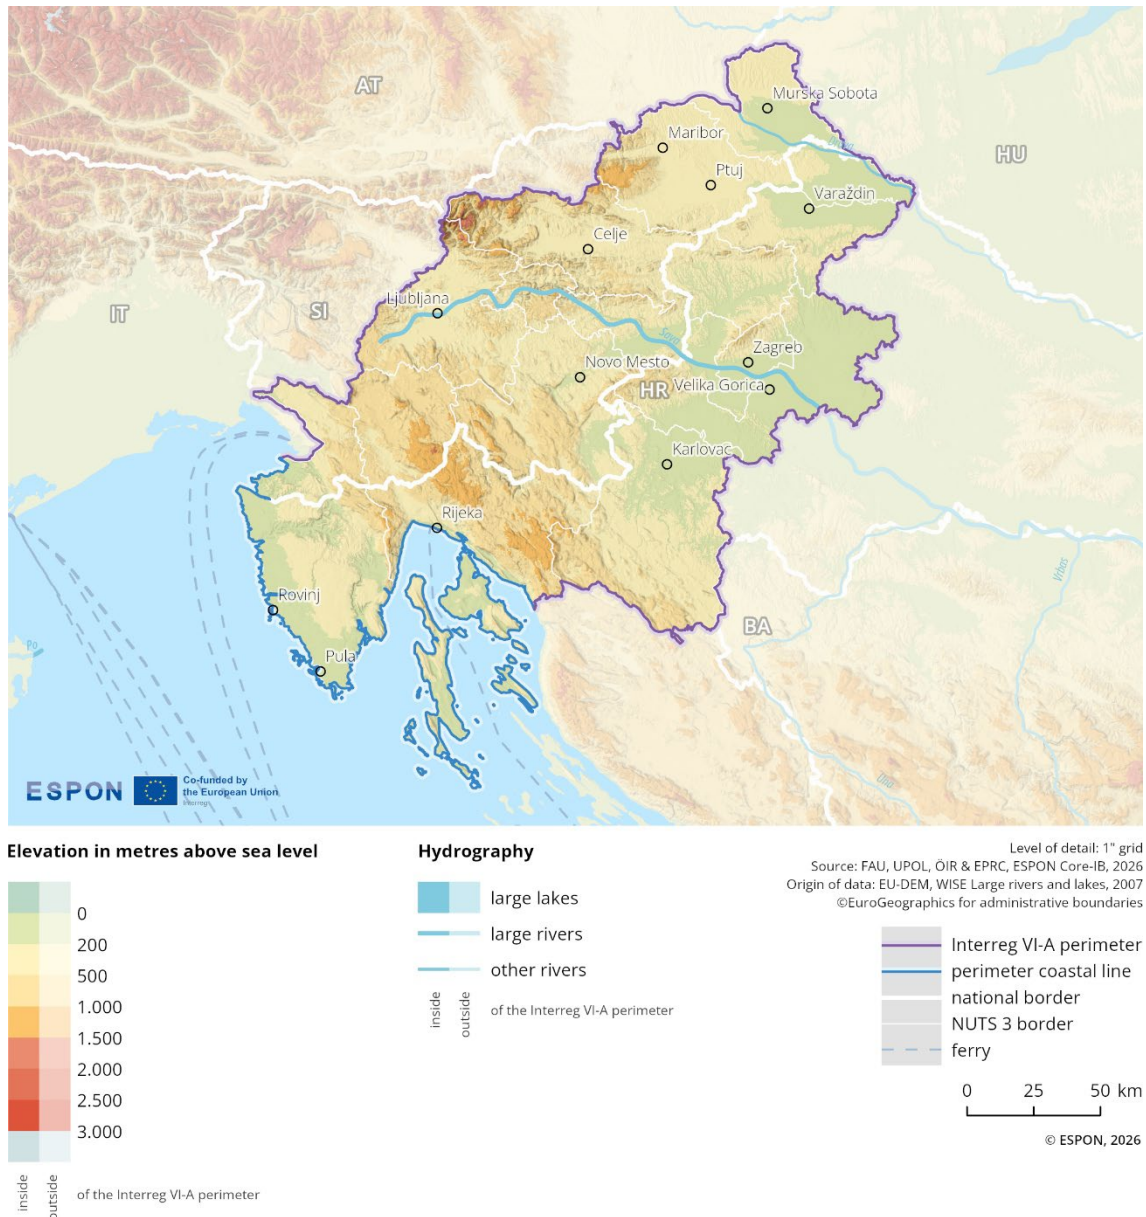 AT
Murska Sobota
Maribor
HU
Ptuj
Drava
Varaždin
Celje
Ljubljana
SI
IT
Sava
Zagreb
Novo Mesto
HR
Velika Gorica
Karlovac
Rijeka
Rovinj
Vrbas
BA
Po
Pula
Una
ESPON
Co-funded by
the European Union
Interreg
Elevation in metres above sea level
0
200
500
1.000
1.500
2.000
2.500
3.000
inside
outside
of the Interreg VI-A perimeter
Hydrography
large lakes
large rivers
other rivers
inside
outside
of the Interreg VI-A perimeter
Level of detail: 1" grid
Source: FAU, UPOL, ÖIR & EPRC, ESPON Core-IB, 2026
Origin of data: EU-DEM, WISE Large rivers and lakes, 2007
©EuroGeographics for administrative boundaries
Interreg VI-A perimeter
perimeter coastal line
national border
NUTS 3 border
ferry
0 25 50 km
© ESPON, 2026